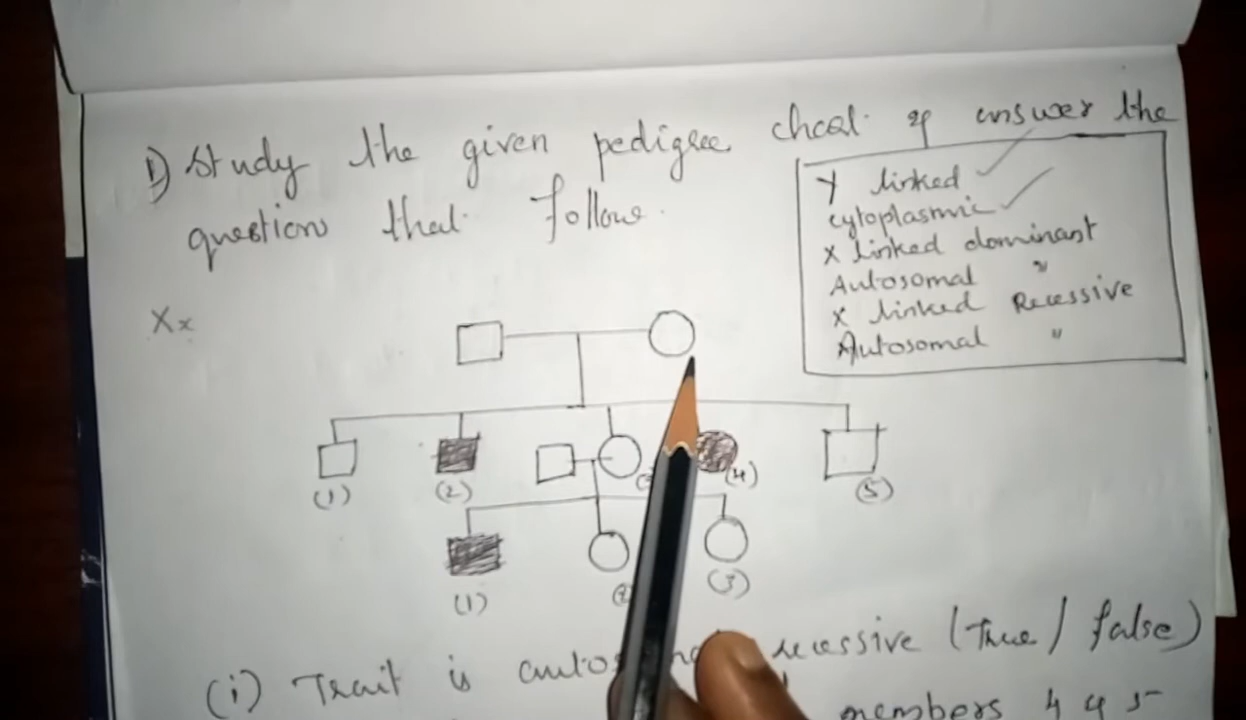 1) Study the given pedigree chart & answer the
questions that follow.
Y linked
cytoplasmic
X linked dominant
Autosomal "
X linked Recessive
Autosomal "
Xx
(1) (2) (4) (5)
(1) (3)
(i) Trait is recessive (True / false)
members 4 & 5